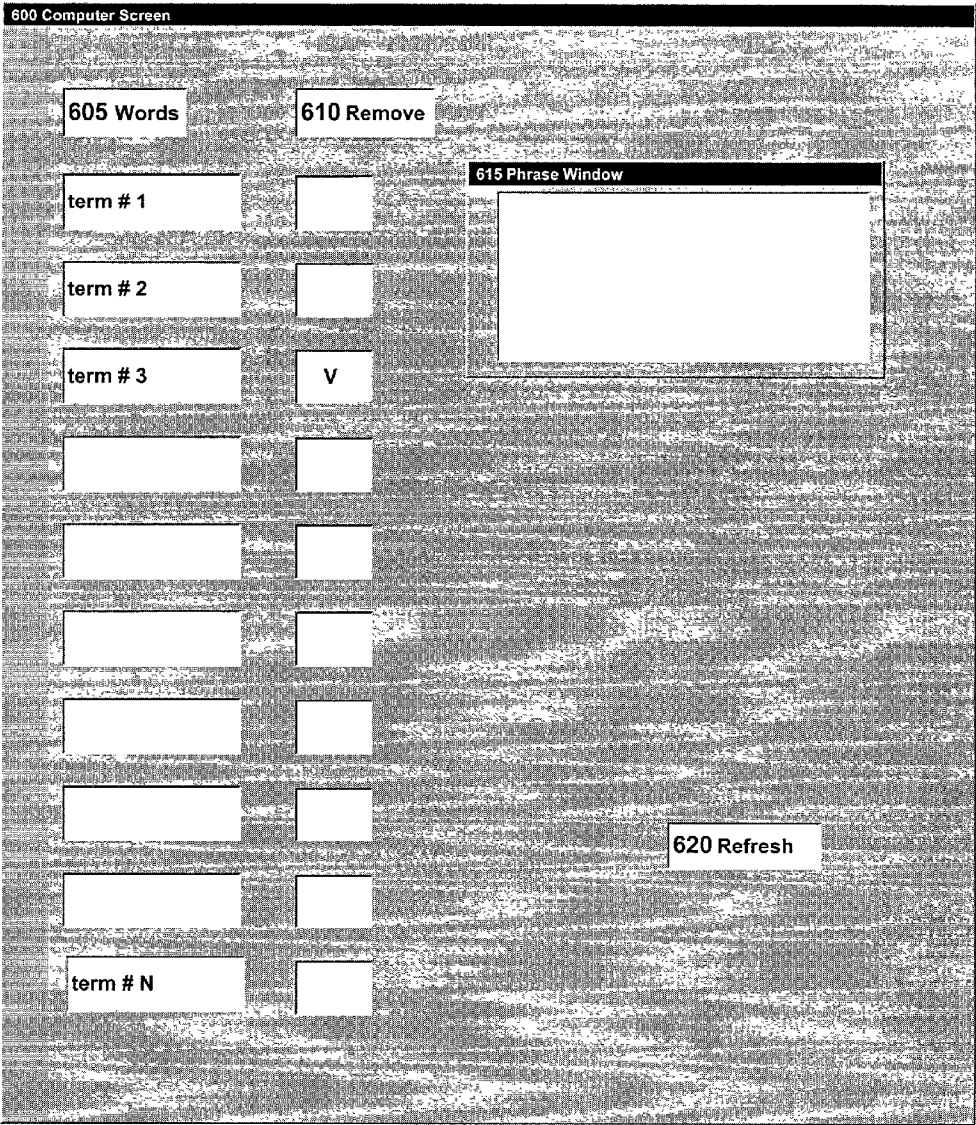 600 Computer Screen
605 Words
610 Remove
615 Phrase Window
term # 1
term # 2
term # 3
V
620 Refresh
term # N